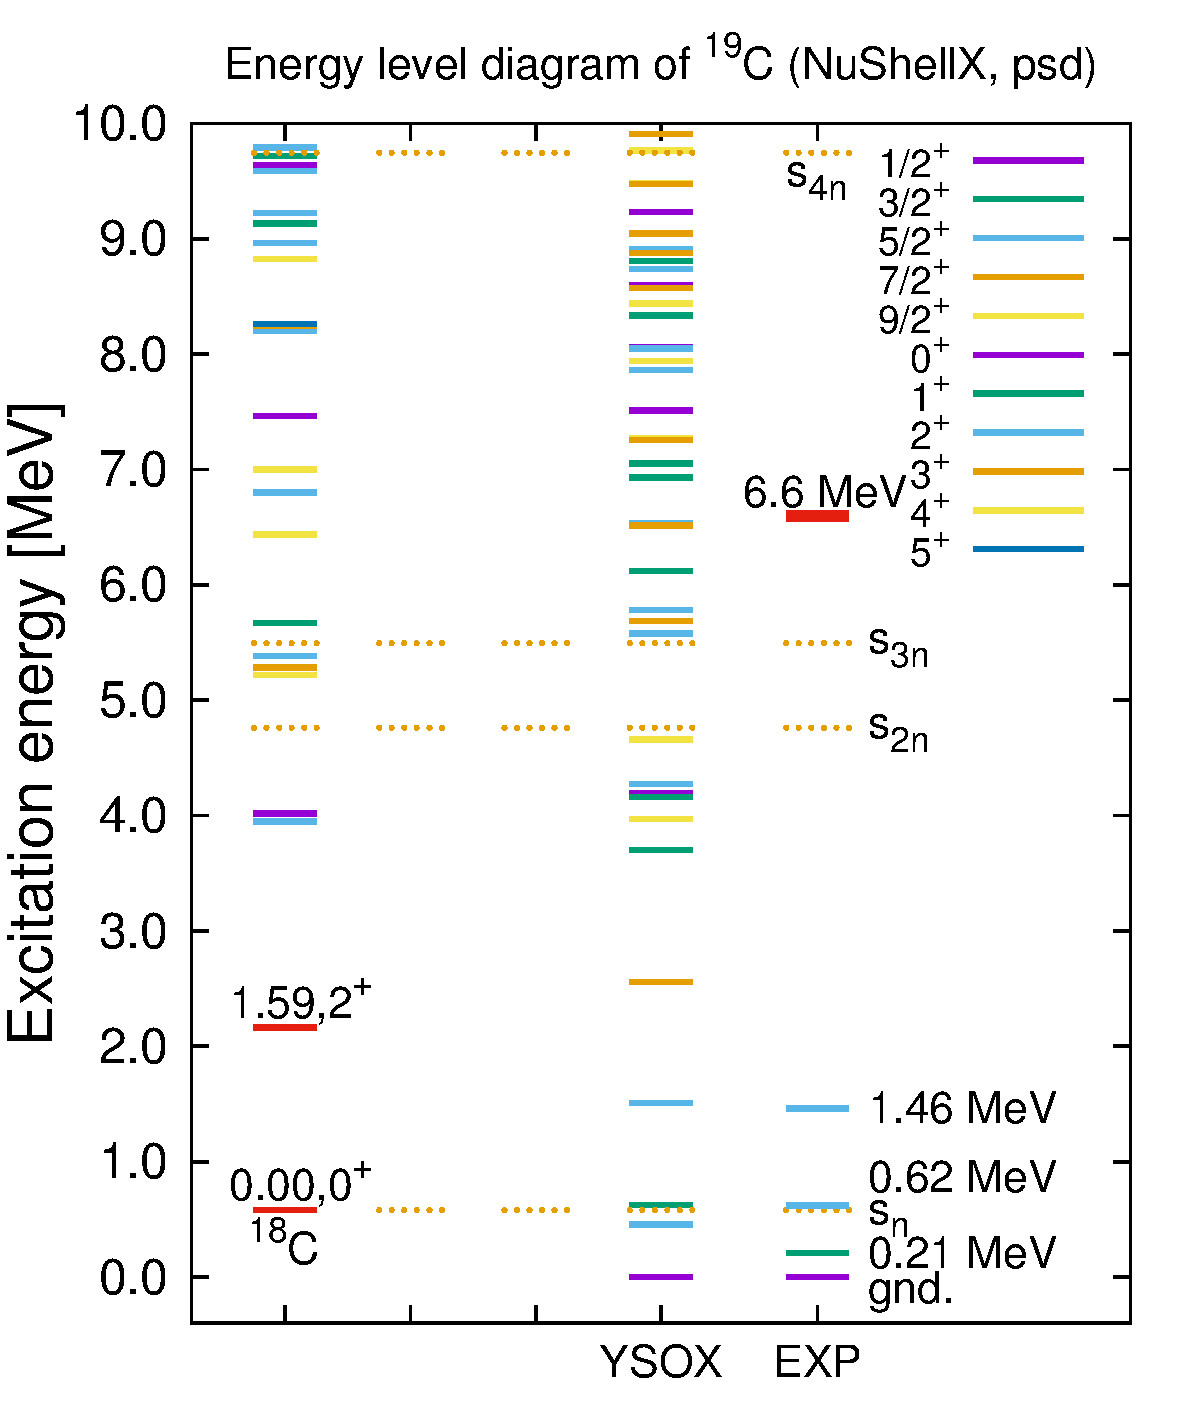 Energy level diagram of ¹⁹C (NuShellX, psd)
Excitation energy [MeV]
10.0
9.0
8.0
7.0
6.0
5.0
4.0
3.0
2.0
1.0
0.0
s₄ₙ
1/2⁺
3/2⁺
5/2⁺
7/2⁺
9/2⁺
0⁺
1⁺
2⁺
3⁺
4⁺
5⁺
6.6 MeV
s₃ₙ
s₂ₙ
1.59,2⁺
0.00,0⁺
¹⁸C
1.46 MeV
0.62 MeV
sₙ
0.21 MeV
gnd.
YSOX
EXP